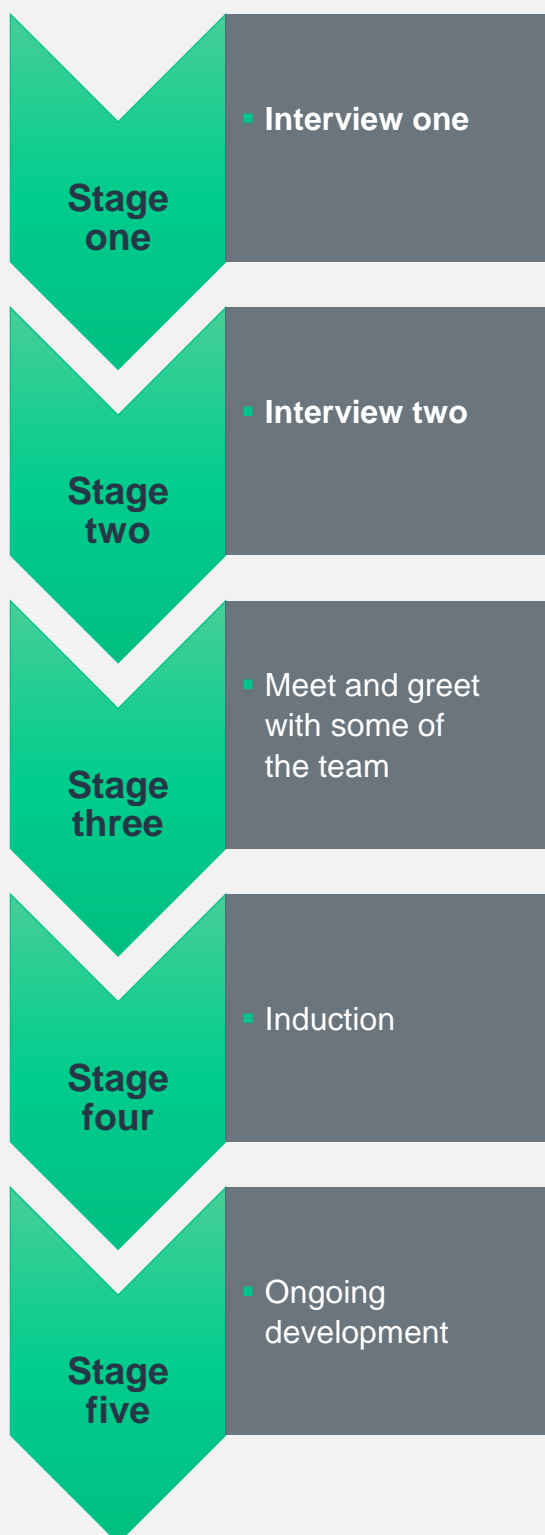 Stage
one
▪ Interview one
Stage
two
▪ Interview two
Stage
three
▪ Meet and greet
with some of
the team
Stage
four
▪ Induction
Stage
five
▪ Ongoing
development